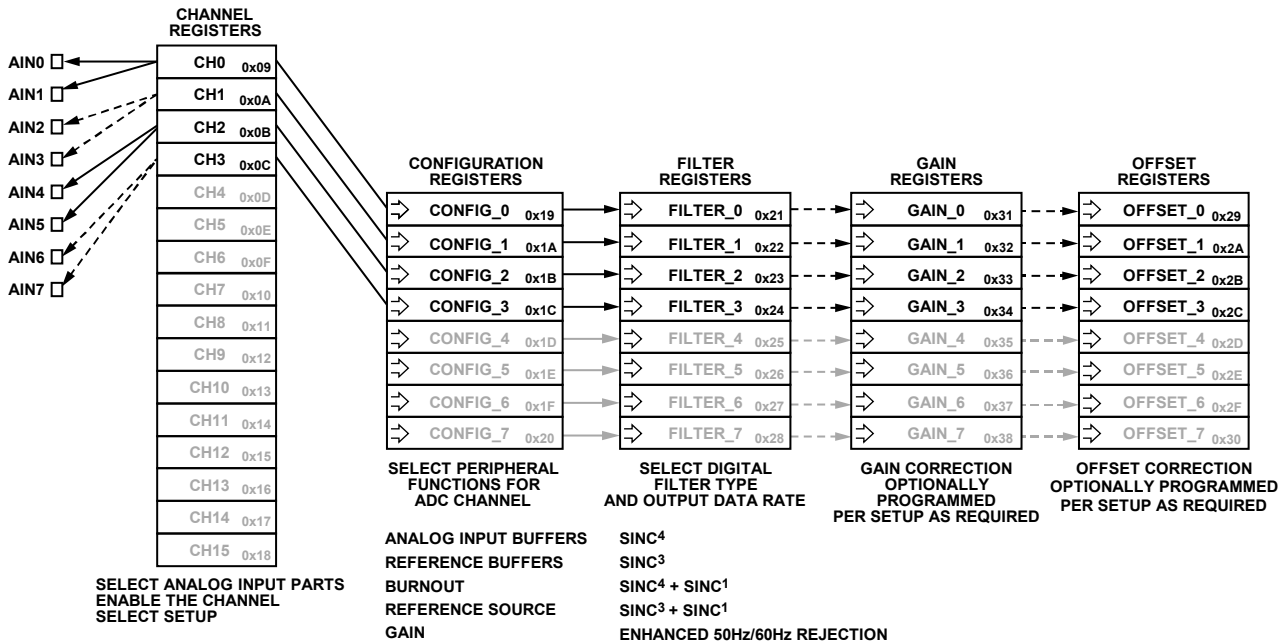 CHANNEL
REGISTERS
AIN0
AIN1
AIN2
AIN3
AIN4
AIN5
AIN6
AIN7
CH0 0x09
CH1 0x0A
CH2 0x0B
CH3 0x0C
CH4 0x0D
CH5 0x0E
CH6 0x0F
CH7 0x10
CH8 0x11
CH9 0x12
CH10 0x13
CH11 0x14
CH12 0x15
CH13 0x16
CH14 0x17
CH15 0x18
SELECT ANALOG INPUT PARTS
ENABLE THE CHANNEL
SELECT SETUP
CONFIGURATION
REGISTERS
CONFIG_0 0x19
CONFIG_1 0x1A
CONFIG_2 0x1B
CONFIG_3 0x1C
CONFIG_4 0x1D
CONFIG_5 0x1E
CONFIG_6 0x1F
CONFIG_7 0x20
SELECT PERIPHERAL
FUNCTIONS FOR
ADC CHANNEL
ANALOG INPUT BUFFERS
REFERENCE BUFFERS
BURNOUT
REFERENCE SOURCE
GAIN
FILTER
REGISTERS
FILTER_0 0x21
FILTER_1 0x22
FILTER_2 0x23
FILTER_3 0x24
FILTER_4 0x25
FILTER_5 0x26
FILTER_6 0x27
FILTER_7 0x28
SELECT DIGITAL
FILTER TYPE
AND OUTPUT DATA RATE
SINC⁴
SINC³
SINC⁴ + SINC¹
SINC³ + SINC¹
ENHANCED 50Hz/60Hz REJECTION
GAIN
REGISTERS
GAIN_0 0x31
GAIN_1 0x32
GAIN_2 0x33
GAIN_3 0x34
GAIN_4 0x35
GAIN_5 0x36
GAIN_6 0x37
GAIN_7 0x38
GAIN CORRECTION
OPTIONALLY
PROGRAMMED
PER SETUP AS REQUIRED
OFFSET
REGISTERS
OFFSET_0 0x29
OFFSET_1 0x2A
OFFSET_2 0x2B
OFFSET_3 0x2C
OFFSET_4 0x2D
OFFSET_5 0x2E
OFFSET_6 0x2F
OFFSET_7 0x30
OFFSET CORRECTION
OPTIONALLY PROGRAMMED
PER SETUP AS REQUIRED